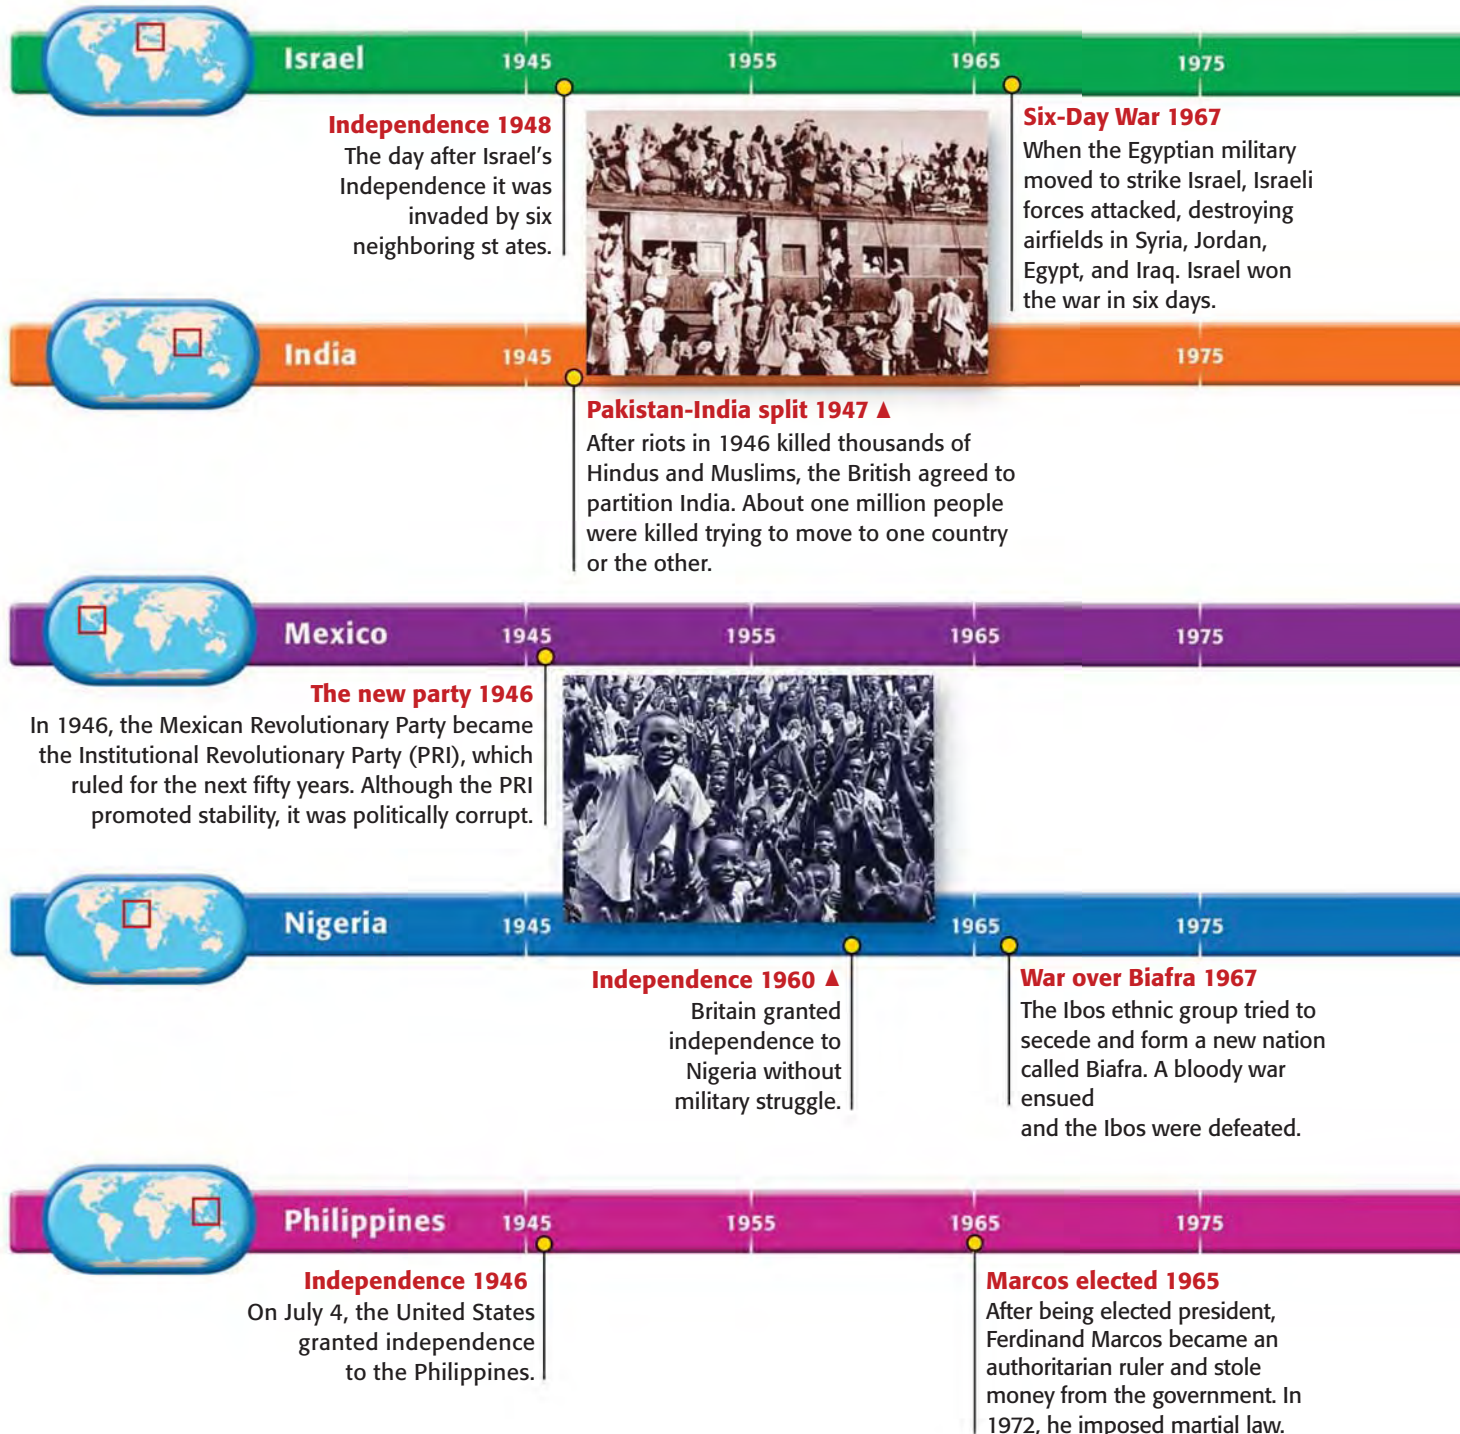 Israel 1945 1955 1965 1975
Independence 1948
The day after Israel's
Independence it was
invaded by six
neighboring st ates.
Six-Day War 1967
When the Egyptian military
moved to strike Israel, Israeli
forces attacked, destroying
airfields in Syria, Jordan,
Egypt, and Iraq. Israel won
the war in six days.
India 1945 1975
Pakistan-India split 1947 ▲
After riots in 1946 killed thousands of
Hindus and Muslims, the British agreed to
partition India. About one million people
were killed trying to move to one country
or the other.
Mexico 1945 1955 1965 1975
The new party 1946
In 1946, the Mexican Revolutionary Party became
the Institutional Revolutionary Party (PRI), which
ruled for the next fifty years. Although the PRI
promoted stability, it was politically corrupt.
Nigeria 1945 1965 1975
Independence 1960 ▲
Britain granted
independence to
Nigeria without
military struggle.
War over Biafra 1967
The Ibos ethnic group tried to
secede and form a new nation
called Biafra. A bloody war
ensued
and the Ibos were defeated.
Philippines 1945 1955 1965 1975
Independence 1946
On July 4, the United States
granted independence
to the Philippines.
Marcos elected 1965
After being elected president,
Ferdinand Marcos became an
authoritarian ruler and stole
money from the government. In
1972, he imposed martial law.